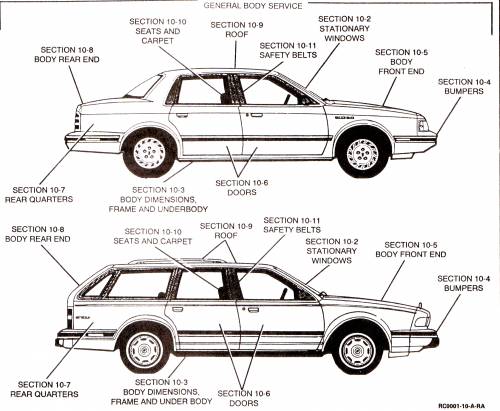 GENERAL BODY SERVICE
SECTION 10-10
SEATS AND
CARPET
SECTION 10-9
ROOF
SECTION 10-2
STATIONARY
WINDOWS
SECTION 10-8
BODY REAR END
SECTION 10-11
SAFETY BELTS
SECTION 10-5
BODY
FRONT END
SECTION 10-4
BUMPERS
SECTION 10-7
REAR QUARTERS
SECTION 10-3
BODY DIMENSIONS,
FRAME AND UNDERBODY
SECTION 10-6
DOORS
SECTION 10-8
BODY REAR END
SECTION 10-10
SEATS AND CARPET
SECTION 10-9
ROOF
SECTION 10-11
SAFETY BELTS
SECTION 10-2
STATIONARY
WINDOWS
SECTION 10-5
BODY FRONT END
SECTION 10-4
BUMPERS
SECTION 10-7
REAR QUARTERS
SECTION 10-3
BODY DIMENSIONS,
FRAME AND UNDER BODY
SECTION 10-6
DOORS
RC0001-10-A-RA